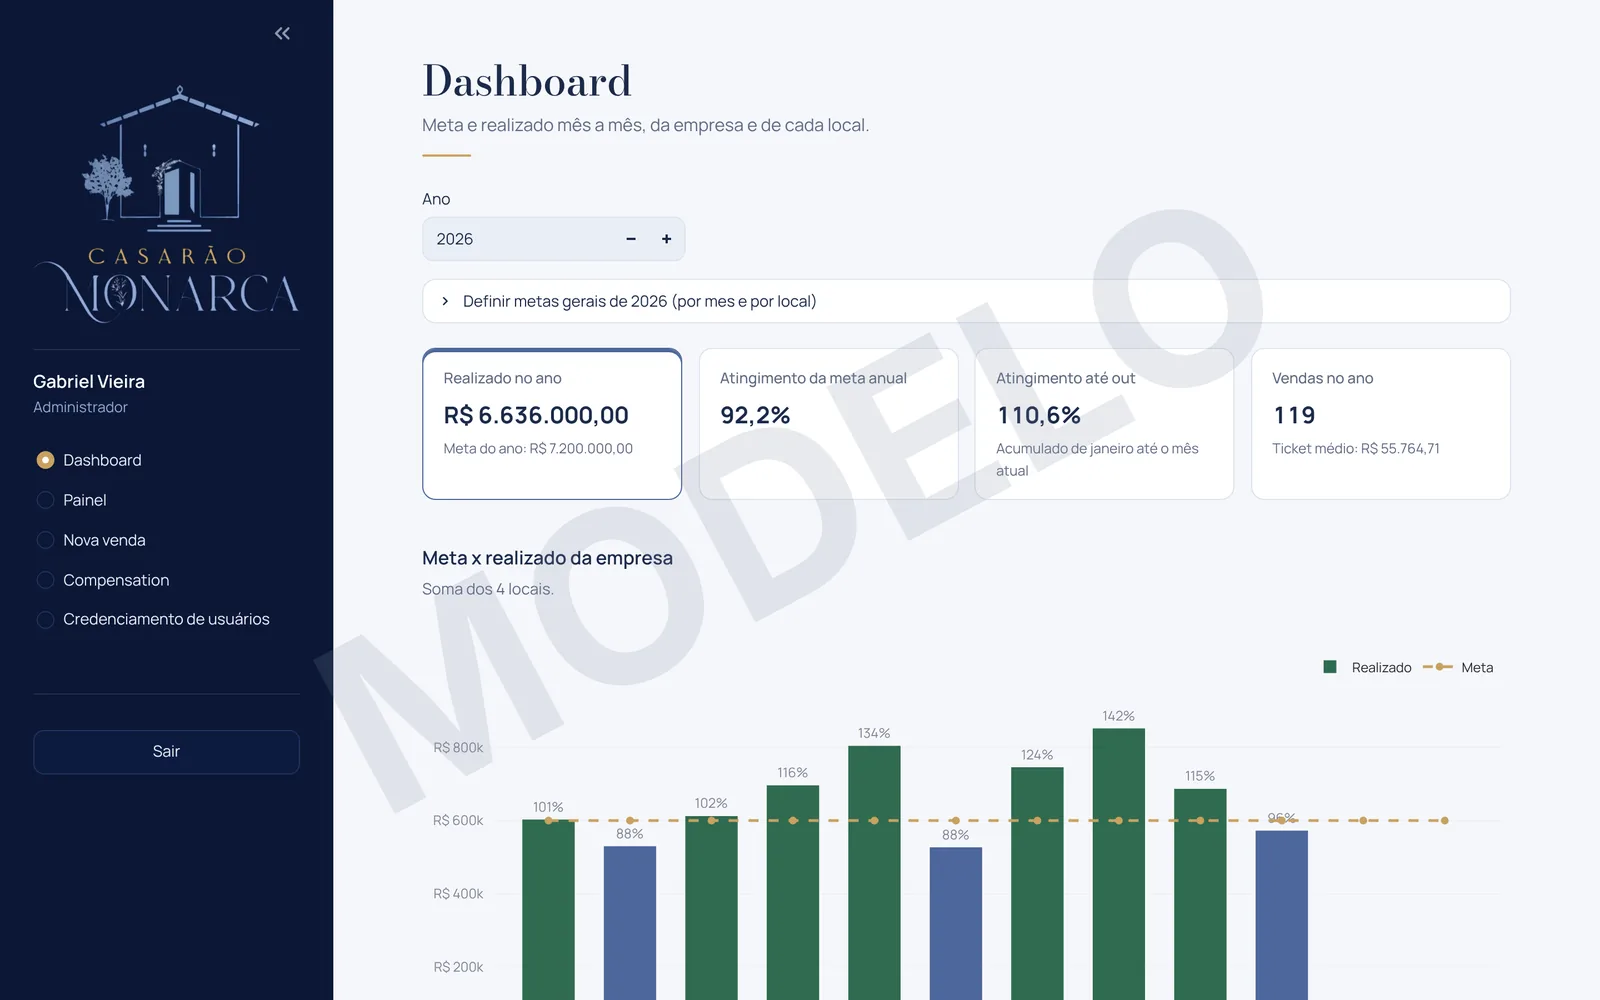 CASARÃO
MONARCA
Gabriel Vieira
Administrador
Dashboard
Painel
Nova venda
Compensation
Credenciamento de usuários
Sair
Dashboard
Meta e realizado mês a mês, da empresa e de cada local.
Ano
2026
Definir metas gerais de 2026 (por mes e por local)
Realizado no ano
R$ 6.636.000,00
Meta do ano: R$ 7.200.000,00
Atingimento da meta anual
92,2%
Atingimento até out
110,6%
Acumulado de janeiro até o mês
atual
Vendas no ano
119
Ticket médio: R$ 55.764,71
MODELO
Meta x realizado da empresa
Soma dos 4 locais.
Realizado Meta
R$ 800k
R$ 600k
R$ 400k
R$ 200k
101%
88%
102%
116%
134%
88%
124%
142%
115%
96%